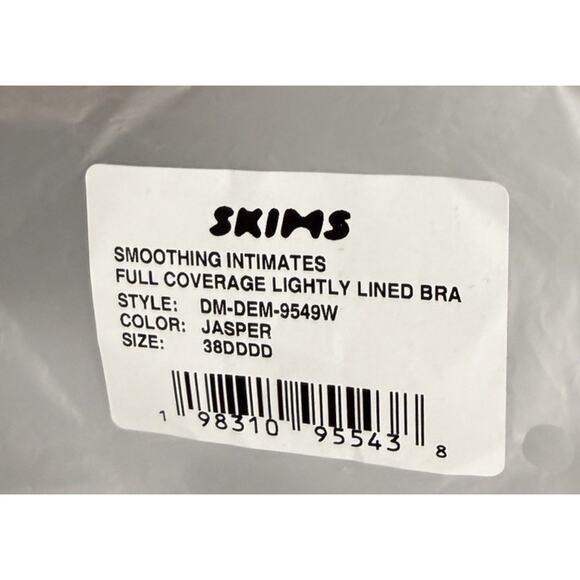 SKIMS
SMOOTHING INTIMATES
FULL COVERAGE LIGHTLY LINED BRA
STYLE: DM-DEM-9549W
COLOR: JASPER
SIZE: 38DDDD
1 98310 95543 8